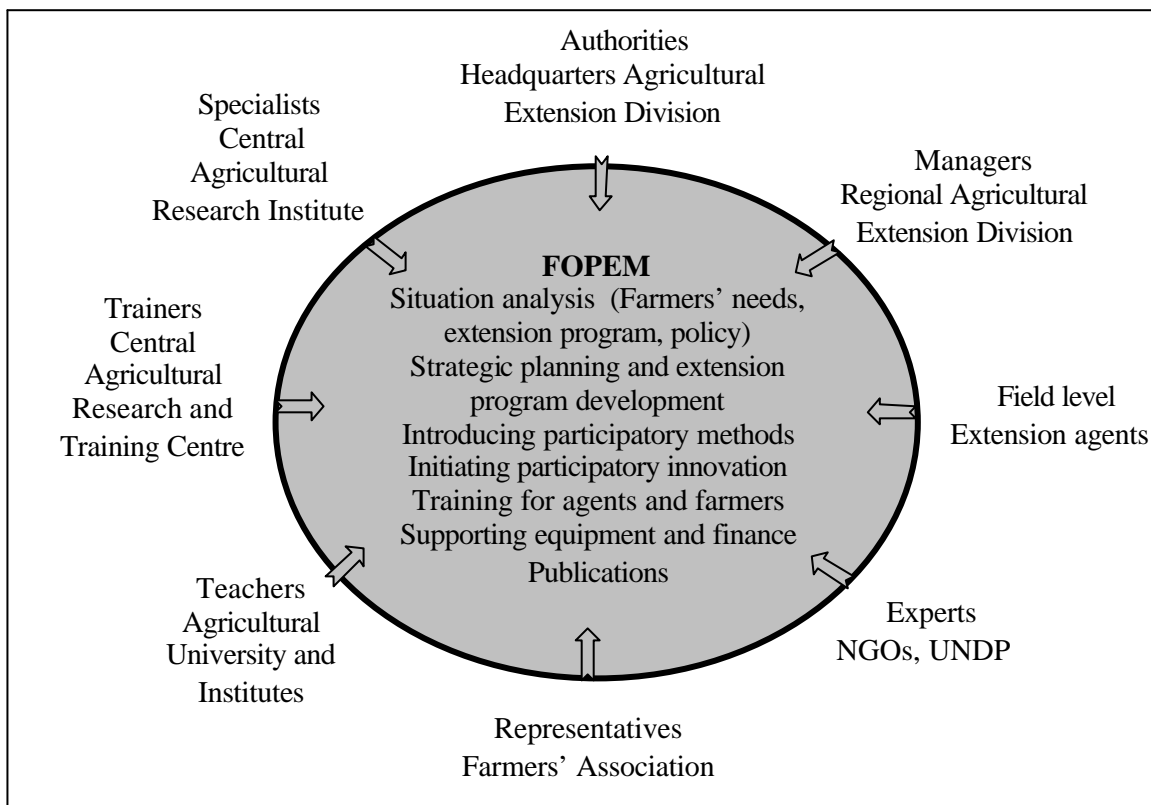 Authorities
Headquarters Agricultural
Extension Division
Specialists
Central
Agricultural
Research Institute
Managers
Regional Agricultural
Extension Division
FOPEM
Situation analysis (Farmers’ needs,
extension program, policy)
Strategic planning and extension
program development
Introducing participatory methods
Initiating participatory innovation
Training for agents and farmers
Supporting equipment and finance
Publications
Trainers
Central
Agricultural
Research and
Training Centre
Field level
Extension agents
Teachers
Agricultural
University and
Institutes
Experts
NGOs, UNDP
Representatives
Farmers’ Association